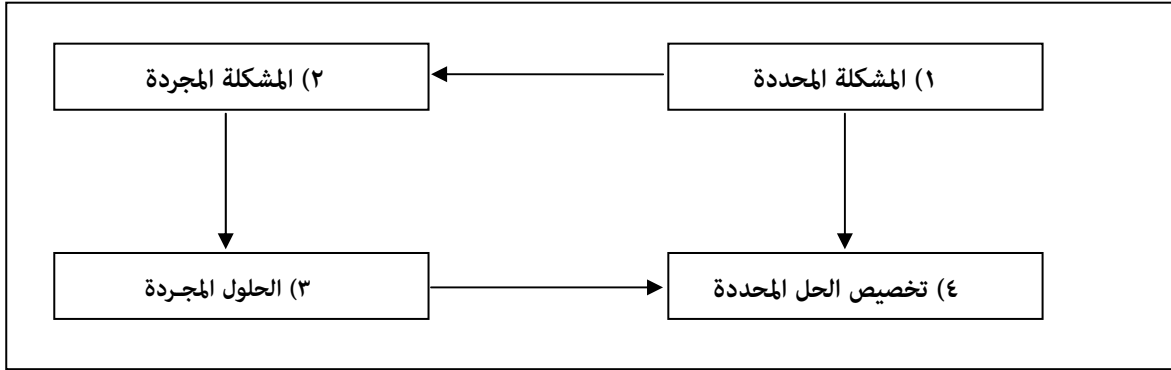 ١) المشكلة المحددة
٢) المشكلة المجردة
٣) الحلول المجـردة
٤) تخصيص الحل المحددة